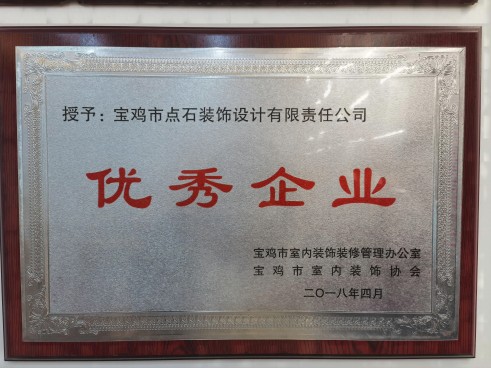 授予：宝鸡市点石装饰设计有限责任公司
优秀企业
宝鸡市室内装饰装修管理办公室
宝鸡市室内装饰协会
二〇一八年四月